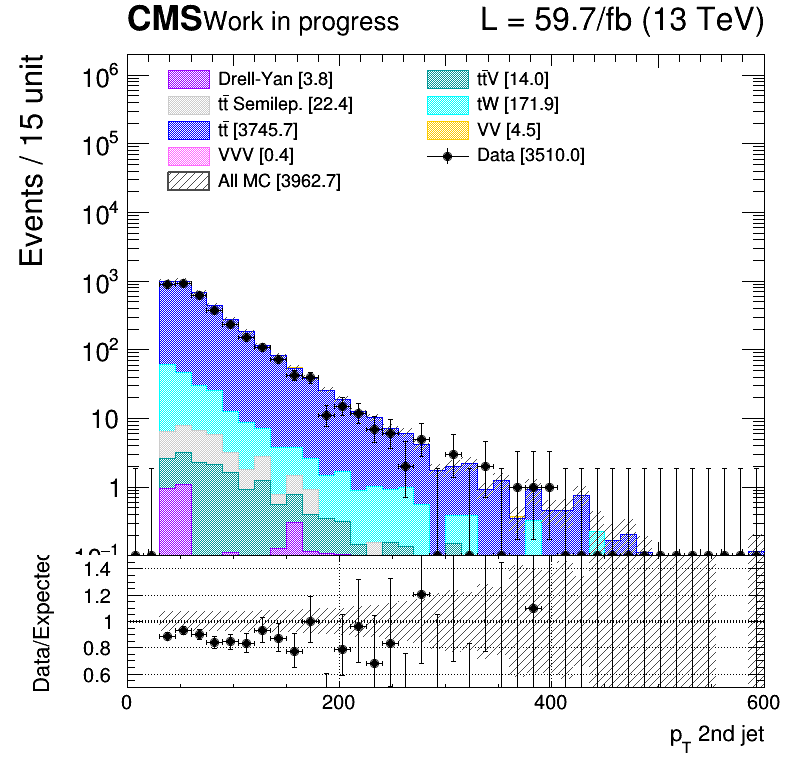 CMS Work in progress L = 59.7/fb (13 TeV)
Events / 15 unit
10⁶
10⁵
10⁴
10³
10²
10
1
10⁻¹
Drell-Yan [3.8]
tt̄ Semilep. [22.4]
tt̄ [3745.7]
VVV [0.4]
All MC [3962.7]
tt̄V [14.0]
tW [171.9]
VV [4.5]
Data [3510.0]
Data/Expected
1.4
1.2
1
0.8
0.6
0 200 400 600
p_T 2nd jet